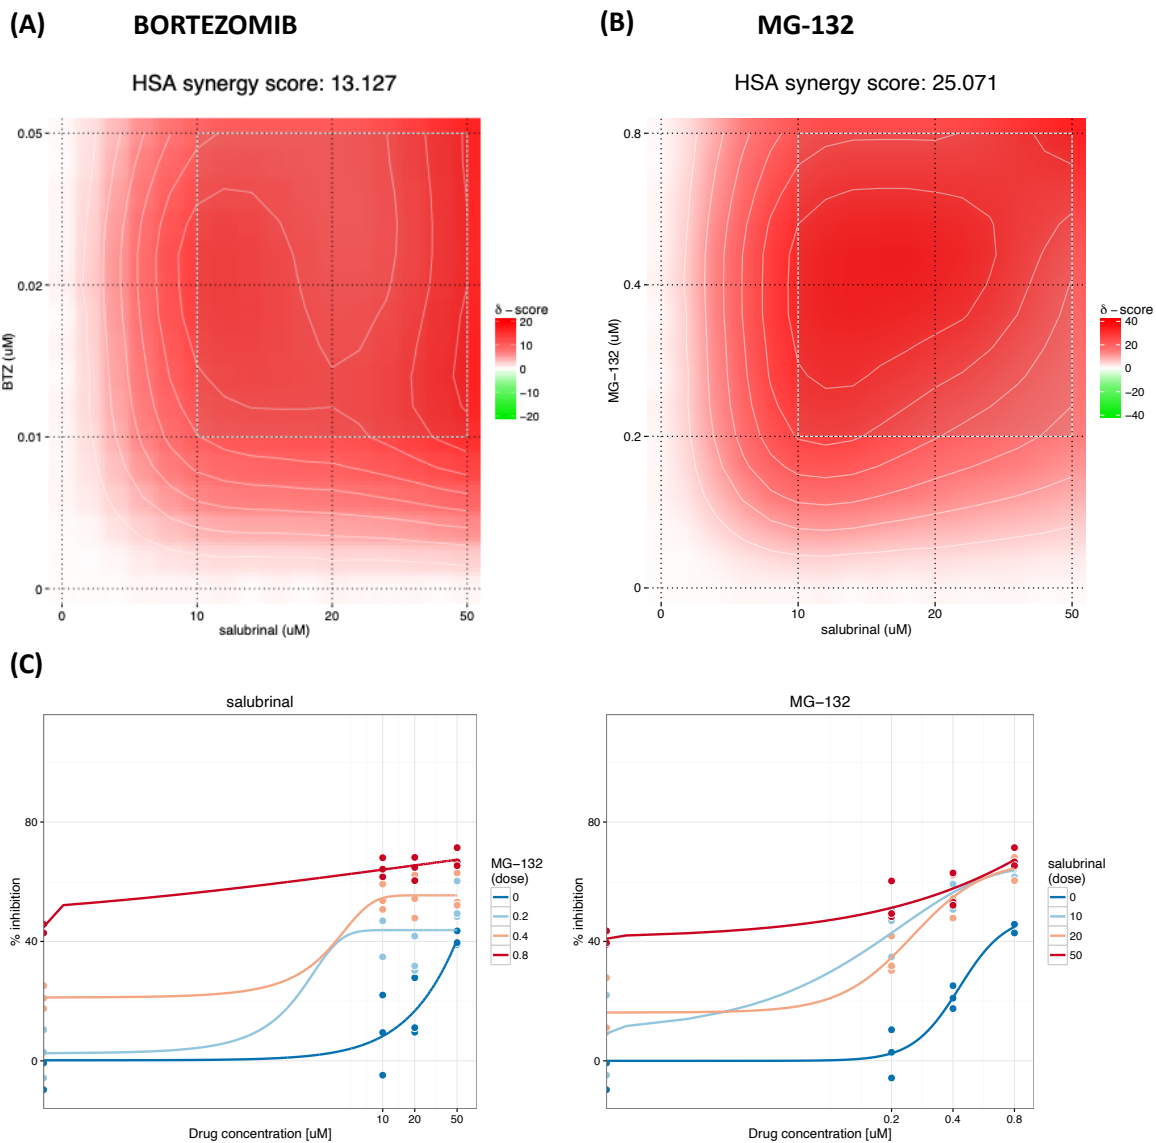 (A) BORTEZOMIB
HSA synergy score: 13.127
0.05
0.02
0.01
0
BTZ (uM)
0 10 20 50
salubrinal (uM)
δ − score
20
10
0
−10
−20
(B) MG-132
HSA synergy score: 25.071
0.8
0.4
0.2
0
MG−132 (uM)
0 10 20 50
salubrinal (uM)
δ − score
40
20
0
−20
−40
(C)
salubrinal
80
40
0
% inhibition
10 20 50
Drug concentration [uM]
MG−132
(dose)
0
0.2
0.4
0.8
MG−132
80
40
0
% inhibition
0.2 0.4 0.8
Drug concentration [uM]
salubrinal
(dose)
0
10
20
50